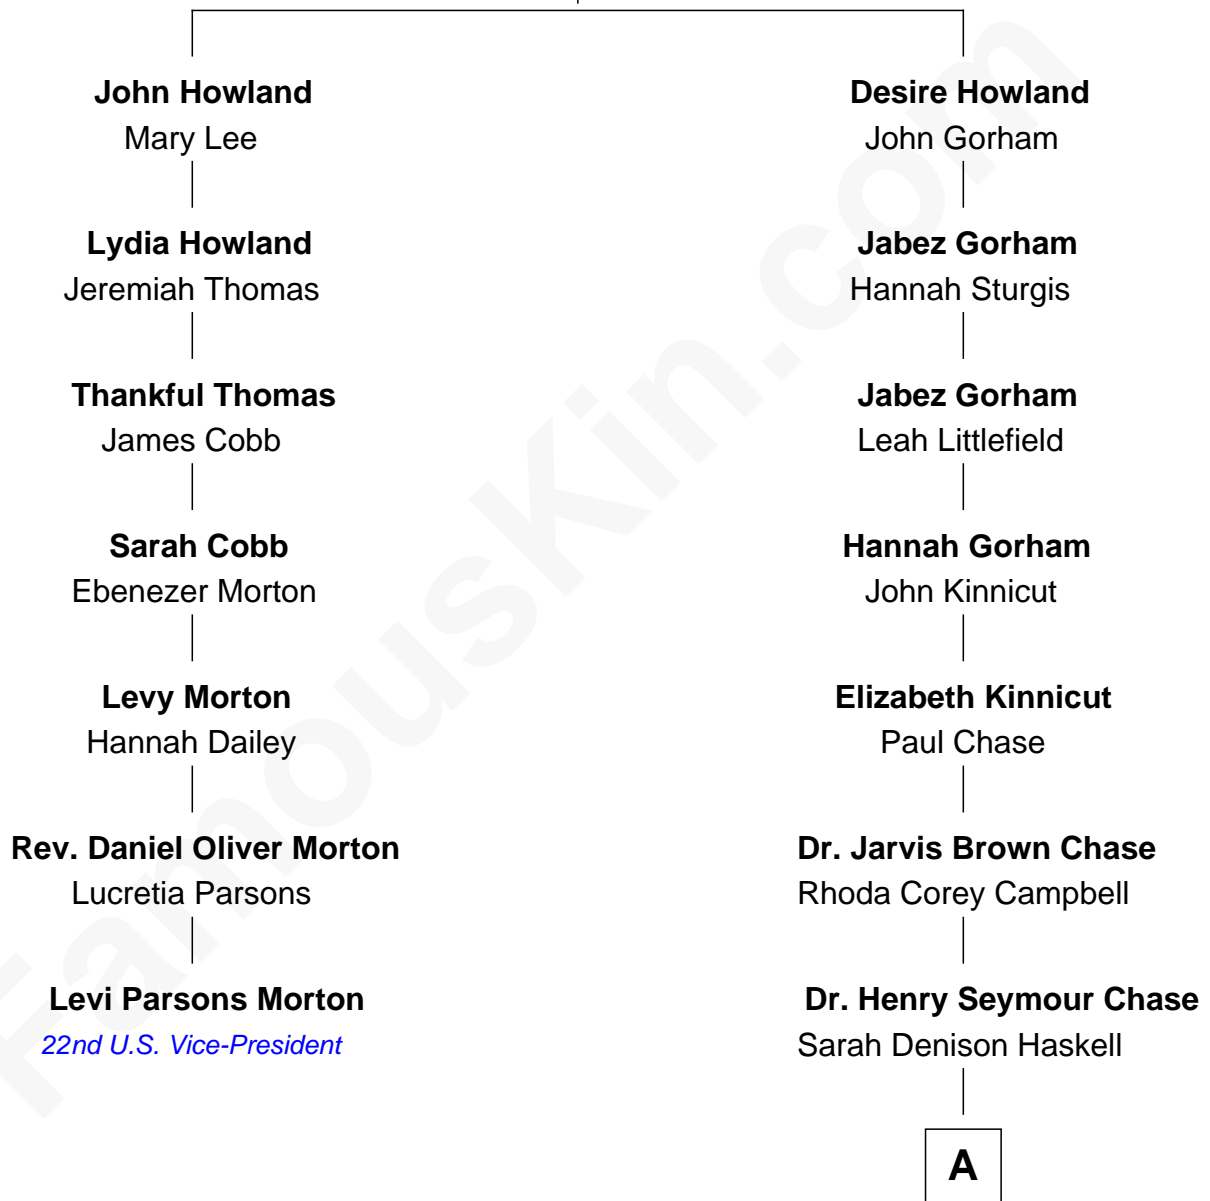 John Howland
Mary Lee
Lydia Howland
Jeremiah Thomas
Thankful Thomas
James Cobb
Sarah Cobb
Ebenezer Morton
Levy Morton
Hannah Dailey
Rev. Daniel Oliver Morton
Lucretia Parsons
Levi Parsons Morton
22nd U.S. Vice-President
Desire Howland
John Gorham
Jabez Gorham
Hannah Sturgis
Jabez Gorham
Leah Littlefield
Hannah Gorham
John Kinnicut
Elizabeth Kinnicut
Paul Chase
Dr. Jarvis Brown Chase
Rhoda Corey Campbell
Dr. Henry Seymour Chase
Sarah Denison Haskell
A
FamousKin.com